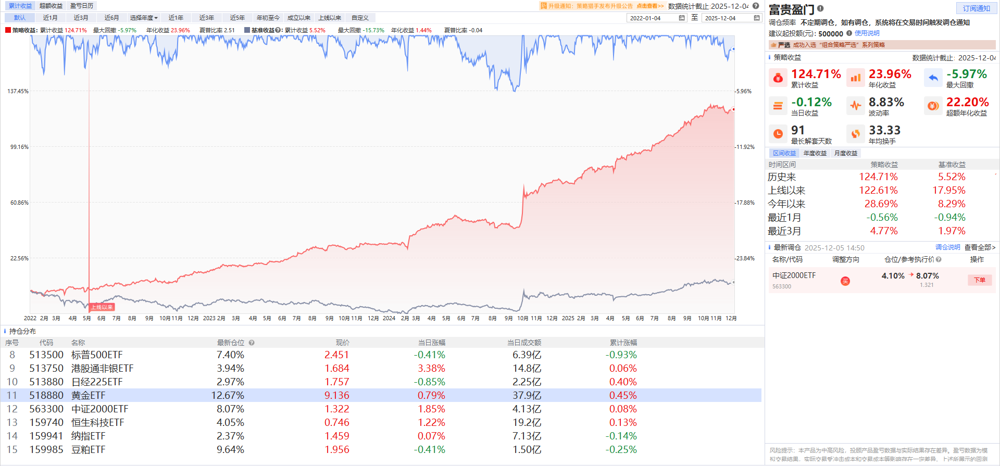 累计收益 超额收益 盈亏日历
升级通知：策略猎手发布升级公告 点击查看>> 数据统计截止:2025-12-04
默认 近1月 近3月 近6月 选择年度 近1年 近3年 近5年 年初至今 成立以来 上线以来 自定义 2022-01-04 至 2025-12-04
策略收益: 累计收益 124.71% 最大回撤 -5.97% 年化收益 23.96% 夏普比率 2.51 基准收益: 累计收益 5.52% 最大回撤 -15.73% 年化收益 1.44% 夏普比率 -0.04
137.45% -5.96%
99.16% -11.92%
60.86% -17.88%
22.56% -23.84%
上线以来
2022 2月 3月 4月 5月 6月 7月 8月 9月 10月 11月 12月 2023 2月 3月 4月 5月 6月 7月 8月 9月 10月 11月 12月 2024 2月 3月 4月 5月 6月 7月 8月 9月 10月 11月 12月 2025 2月 3月 4月 5月 6月 7月 8月 9月 10月 11月 12月
持仓分布
序号 代码 名称 最新仓位 现价 当日涨幅 当日成交额 累计涨幅
8 513500 标普500ETF 7.40% 2.451 -0.41% 6.39亿 -0.93%
9 513750 港股通非银ETF 3.94% 1.684 3.38% 14.8亿 0.06%
10 513880 日经225ETF 2.97% 1.757 -0.85% 2.25亿 0.40%
11 518880 黄金ETF 12.67% 9.136 0.79% 37.9亿 0.45%
12 563300 中证2000ETF 8.07% 1.322 1.85% 4.13亿 0.08%
13 159740 恒生科技ETF 4.05% 0.746 1.22% 19.2亿 0.13%
14 159941 纳指ETF 2.37% 1.459 0.07% 7.13亿 -0.14%
15 159985 豆粕ETF 9.64% 1.956 -0.41% 1.50亿 -0.25%
富贵盈门 订阅通知
调仓频率 不定期调仓，如有调仓，系统将在交易时间触发调仓通知
建议起投额(元): 500000 使用说明
严选 成功入选 “组合策略严选” 系列策略
策略收益 数据统计截止: 2025-12-04
124.71% 23.96% -5.97%
累计收益 年化收益 最大回撤
-0.12% 8.83% 22.20%
当日收益 波动率 超额年化收益
91 33.33
最长解套天数 年均换手
区间收益 年度收益 月度收益
时间区间 策略收益 基准收益
历史来 124.71% 5.52%
上线以来 122.61% 17.95%
今年以来 28.69% 8.29%
最近1月 -0.56% -0.94%
最近3月 4.77% 1.97%
最新调仓 2025-12-05 14:50 调仓说明 查看全部>
名称/代码 调整方向 仓位/参考执行价 操作
中证2000ETF 买 4.10% 8.07% 下单
563300 1.321
风险提示：本产品为中高风险，投顾产品盈亏数据与实际结果存在差异。盈亏数据为模
拟交易结果，实际交易受冲击成本和交易成本等影响存在一定差异。上述所展示的回测